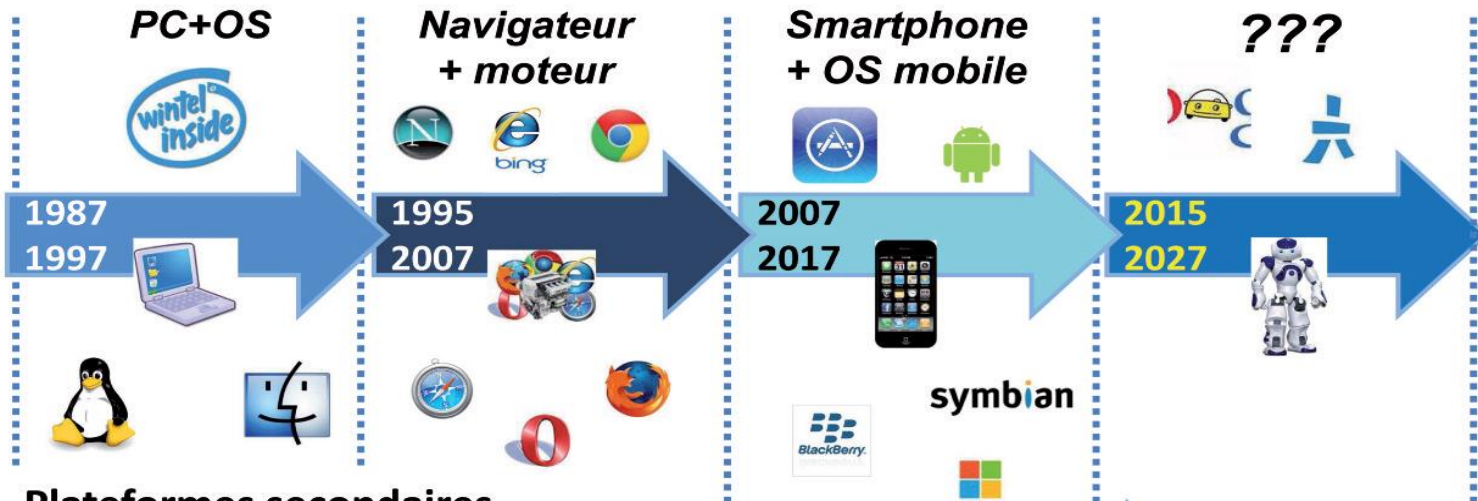 PC+OS
Navigateur
+ moteur
Smartphone
+ OS mobile
???
wintel
inside
N
bing
1987
1997
1995
2007
2007
2017
2015
2027
symbian
BlackBerry.
Plateformes secondaires